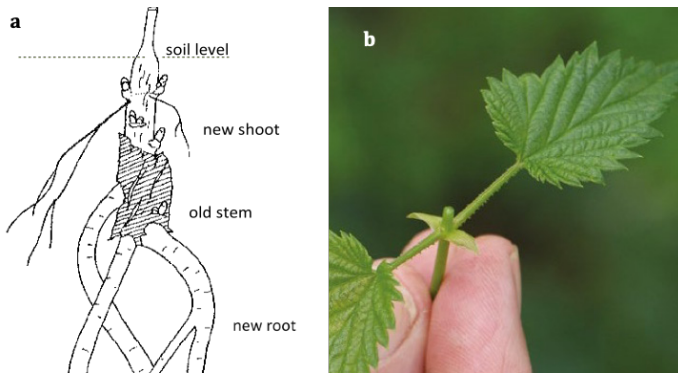 a
soil level
new shoot
old stem
new root
b